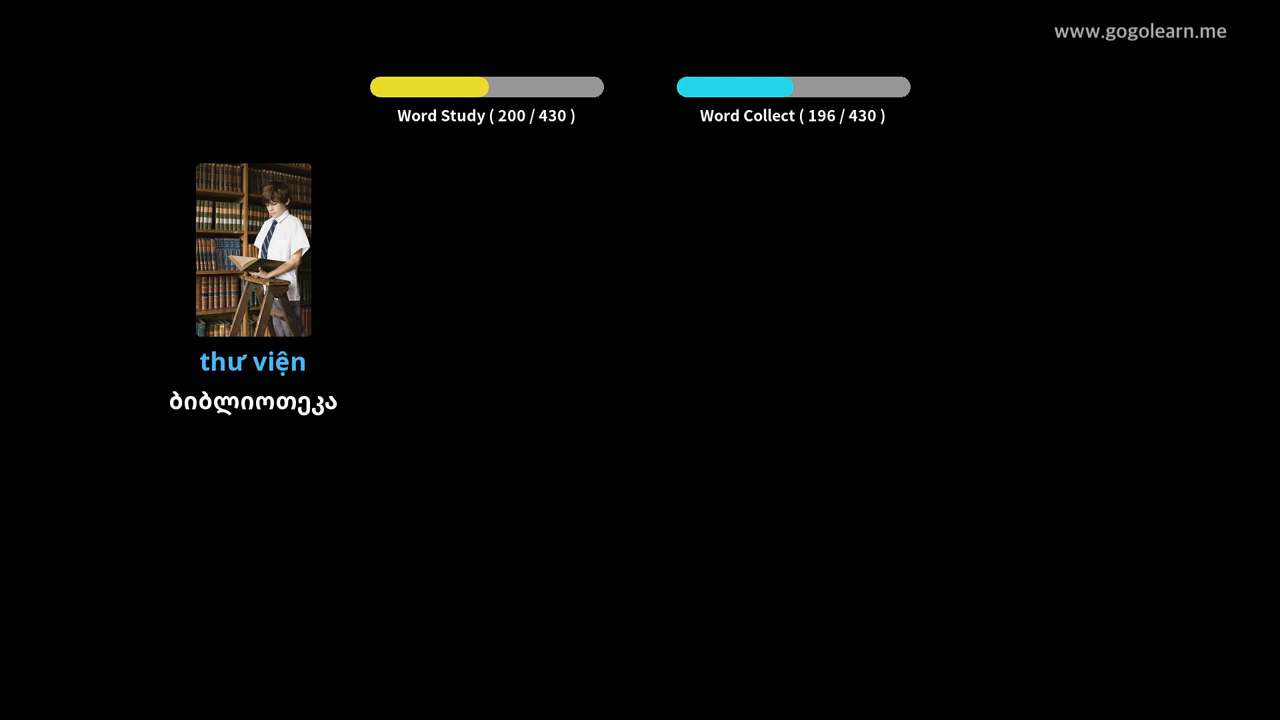 www.gogolearn.me
Word Study ( 200 / 430 )
Word Collect ( 196 / 430 )
thư viện
ბიბლიოთეკა